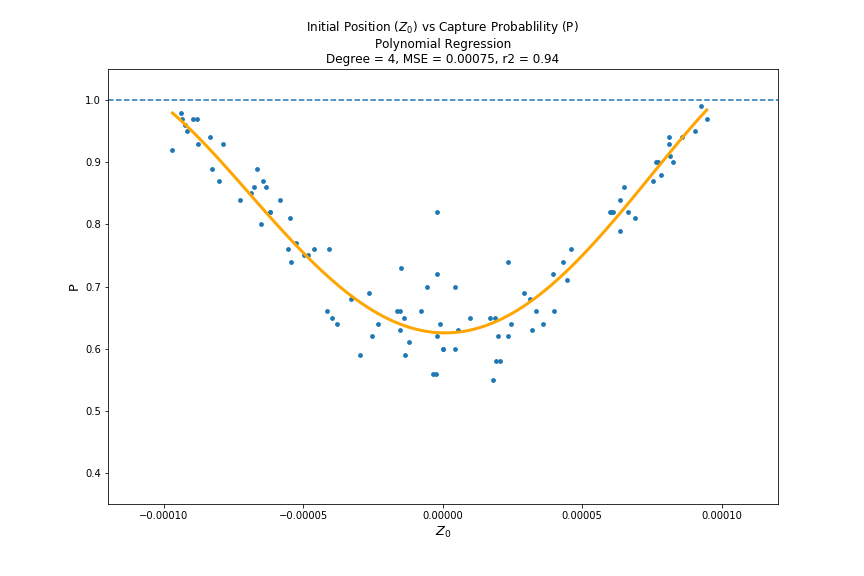 Initial Position (Z₀) vs Capture Probablility (P)
Polynomial Regression
Degree = 4, MSE = 0.00075, r2 = 0.94
1.0
0.9
0.8
0.7
0.6
0.5
0.4
P
−0.00010 −0.00005 0.00000 0.00005 0.00010
Z₀